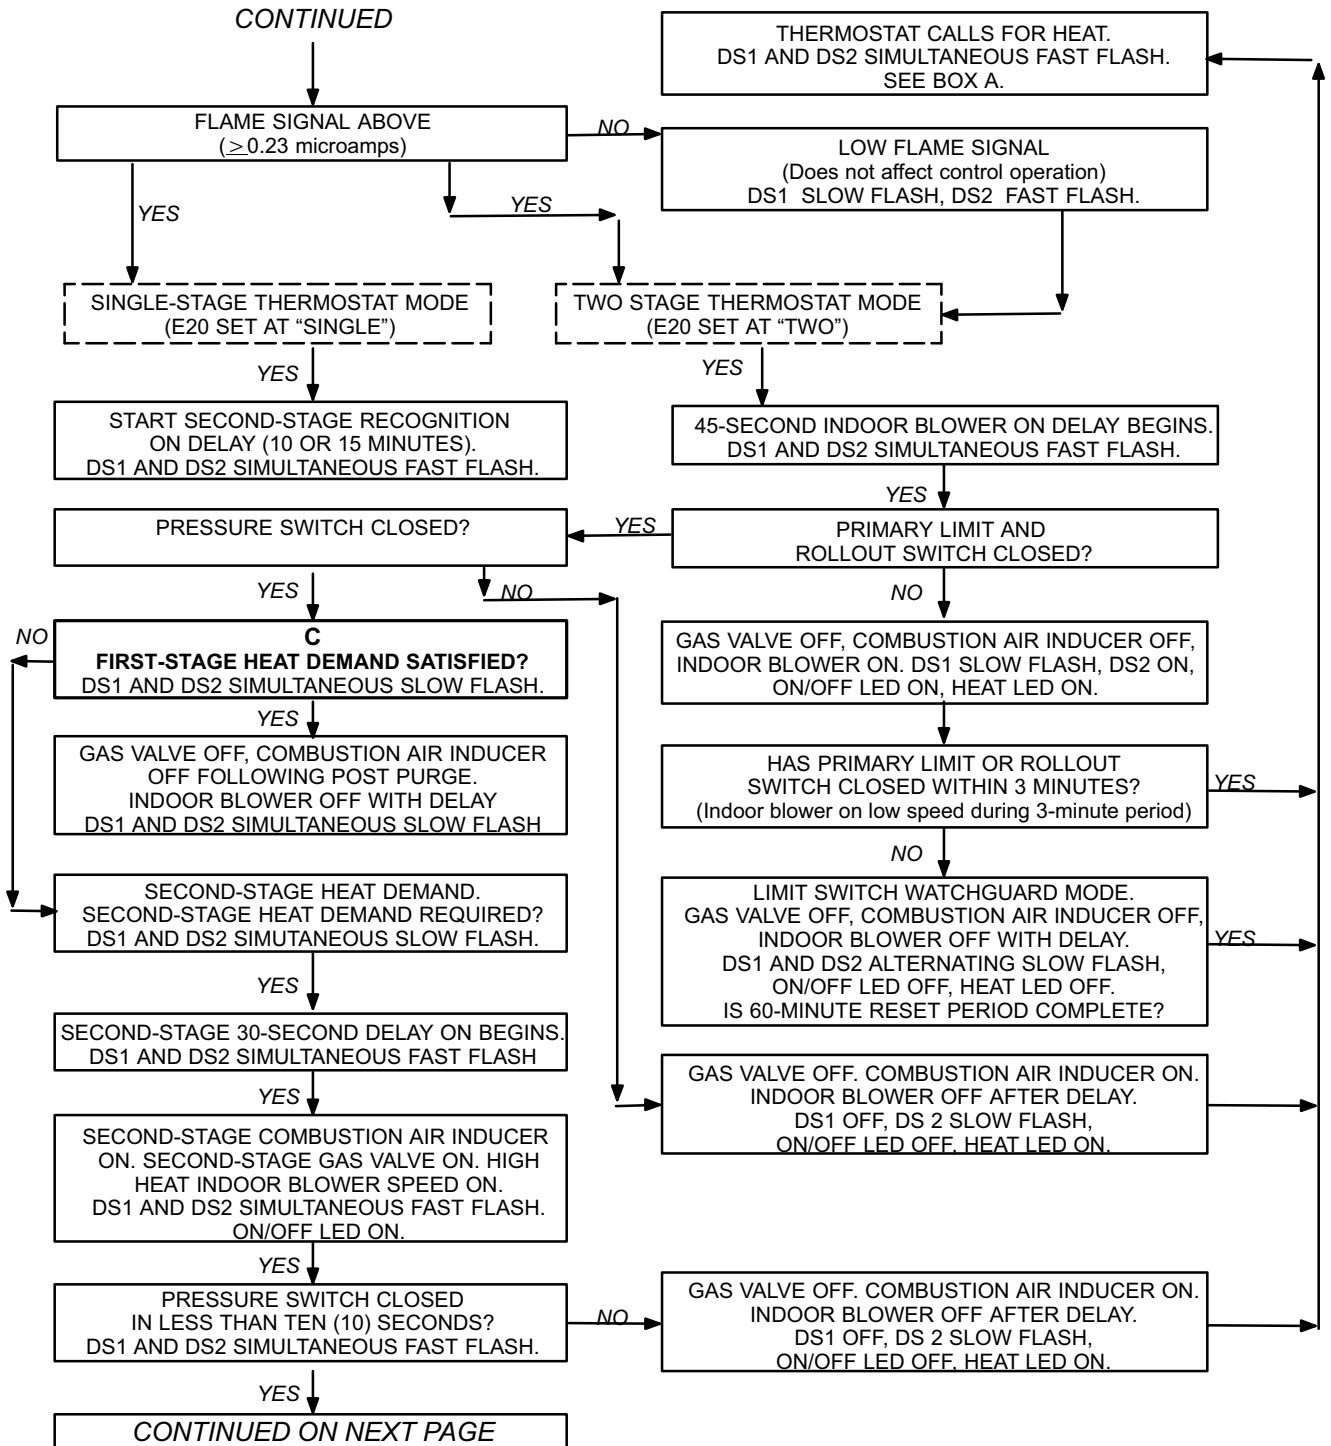 CONTINUED
THERMOSTAT CALLS FOR HEAT.
DS1 AND DS2 SIMULTANEOUS FAST FLASH.
SEE BOX A.
FLAME SIGNAL ABOVE
(≥0.23 microamps)
NO
LOW FLAME SIGNAL
(Does not affect control operation)
DS1 SLOW FLASH, DS2 FAST FLASH.
YES
YES
SINGLE-STAGE THERMOSTAT MODE
(E20 SET AT “SINGLE”)
TWO STAGE THERMOSTAT MODE
(E20 SET AT “TWO”)
YES
YES
START SECOND-STAGE RECOGNITION
ON DELAY (10 OR 15 MINUTES).
DS1 AND DS2 SIMULTANEOUS FAST FLASH.
45-SECOND INDOOR BLOWER ON DELAY BEGINS.
DS1 AND DS2 SIMULTANEOUS FAST FLASH.
YES
PRESSURE SWITCH CLOSED?
YES
PRIMARY LIMIT AND
ROLLOUT SWITCH CLOSED?
YES
NO
NO
NO
C
FIRST-STAGE HEAT DEMAND SATISFIED?
DS1 AND DS2 SIMULTANEOUS SLOW FLASH.
GAS VALVE OFF, COMBUSTION AIR INDUCER OFF,
INDOOR BLOWER ON. DS1 SLOW FLASH, DS2 ON,
ON/OFF LED ON, HEAT LED ON.
YES
GAS VALVE OFF, COMBUSTION AIR INDUCER
OFF FOLLOWING POST PURGE.
INDOOR BLOWER OFF WITH DELAY
DS1 AND DS2 SIMULTANEOUS SLOW FLASH
HAS PRIMARY LIMIT OR ROLLOUT
SWITCH CLOSED WITHIN 3 MINUTES?
(Indoor blower on low speed during 3-minute period)
YES
NO
SECOND-STAGE HEAT DEMAND.
SECOND-STAGE HEAT DEMAND REQUIRED?
DS1 AND DS2 SIMUTANEOUS SLOW FLASH.
LIMIT SWITCH WATCHGUARD MODE.
GAS VALVE OFF, COMBUSTION AIR INDUCER OFF,
INDOOR BLOWER OFF WITH DELAY.
DS1 AND DS2 ALTERNATING SLOW FLASH,
ON/OFF LED OFF, HEAT LED OFF.
IS 60-MINUTE RESET PERIOD COMPLETE?
YES
YES
SECOND-STAGE 30-SECOND DELAY ON BEGINS.
DS1 AND DS2 SIMULTANEOUS FAST FLASH
YES
GAS VALVE OFF. COMBUSTION AIR INDUCER ON.
INDOOR BLOWER OFF AFTER DELAY.
DS1 OFF, DS 2 SLOW FLASH,
ON/OFF LED OFF, HEAT LED ON.
SECOND-STAGE COMBUSTION AIR INDUCER
ON. SECOND-STAGE GAS VALVE ON. HIGH
HEAT INDOOR BLOWER SPEED ON.
DS1 AND DS2 SIMULTANEOUS FAST FLASH.
ON/OFF LED ON.
YES
PRESSURE SWITCH CLOSED
IN LESS THAN TEN (10) SECONDS?
DS1 AND DS2 SIMULTANEOUS FAST FLASH.
NO
GAS VALVE OFF. COMBUSTION AIR INDUCER ON.
INDOOR BLOWER OFF AFTER DELAY.
DS1 OFF, DS 2 SLOW FLASH,
ON/OFF LED OFF, HEAT LED ON.
YES
CONTINUED ON NEXT PAGE